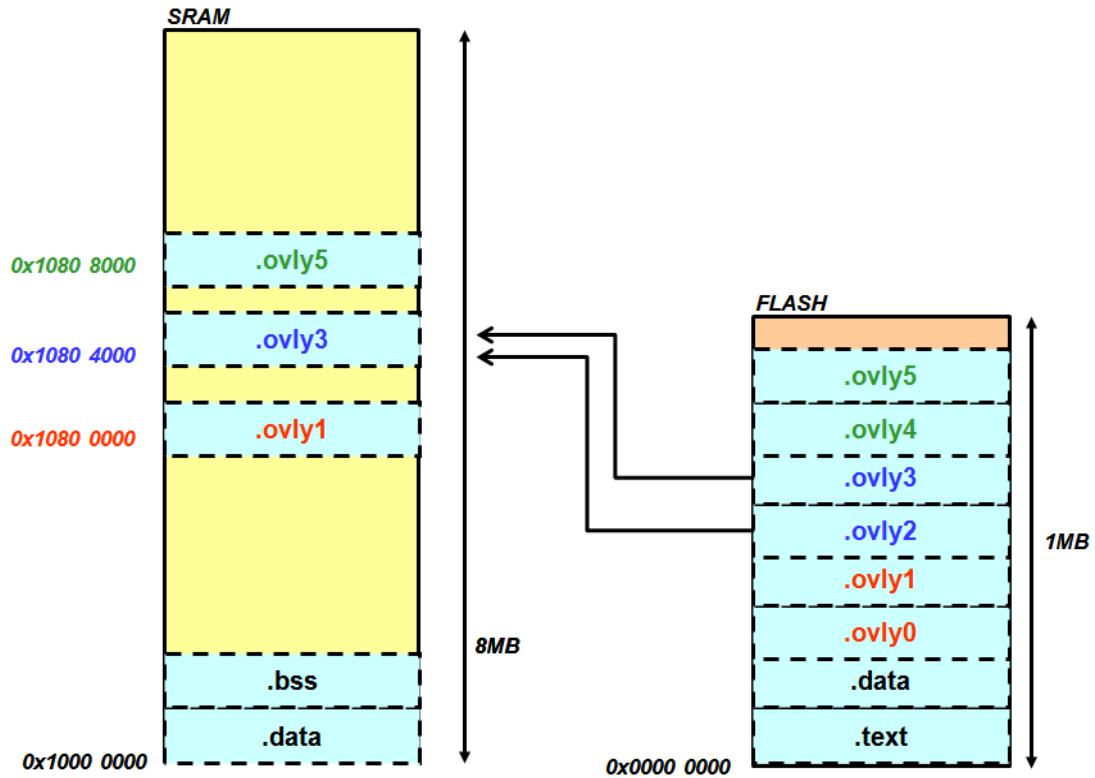 SRAM
.ovly5
0x1080 8000
.ovly3
0x1080 4000
.ovly1
0x1080 0000
.bss
.data
0x1000 0000
8MB
FLASH
.ovly5
.ovly4
.ovly3
.ovly2
.ovly1
.ovly0
.data
.text
0x0000 0000
1MB